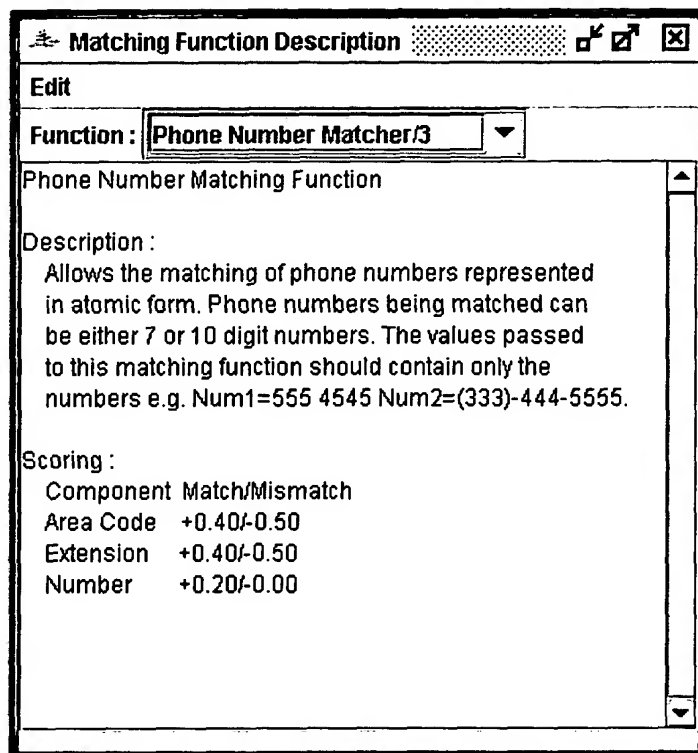 Matching Function Description
Edit
Function : Phone Number Matcher/3
Phone Number Matching Function
Description :
Allows the matching of phone numbers represented
in atomic form. Phone numbers being matched can
be either 7 or 10 digit numbers. The values passed
to this matching function should contain only the
numbers e.g. Num1=555 4545 Num2=(333)-444-5555.
Scoring :
Component Match/Mismatch
Area Code +0.40/-0.50
Extension +0.40/-0.50
Number +0.20/-0.00